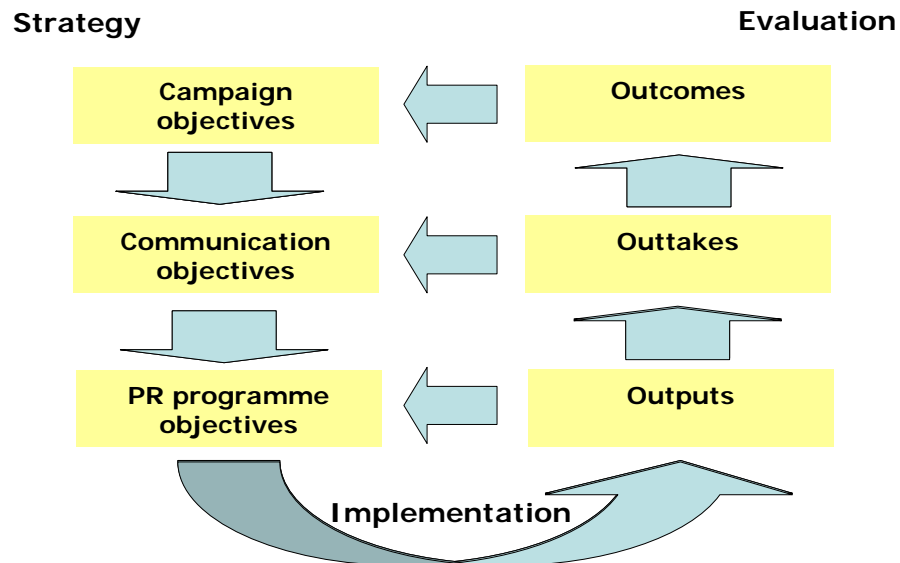 Strategy
Evaluation
Campaign
objectives
Outcomes
Communication
objectives
Outtakes
PR programme
objectives
Outputs
Implementation